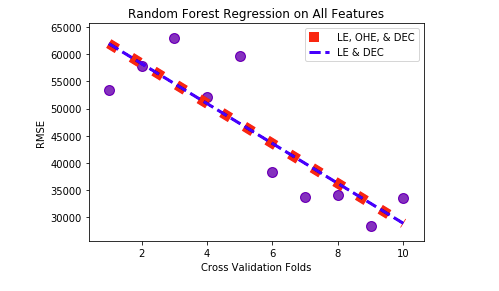 Random Forest Regression on All Features
LE, OHE, & DEC
LE & DEC
65000
60000
55000
50000
45000
40000
35000
30000
RMSE
2 4 6 8 10
Cross Validation Folds